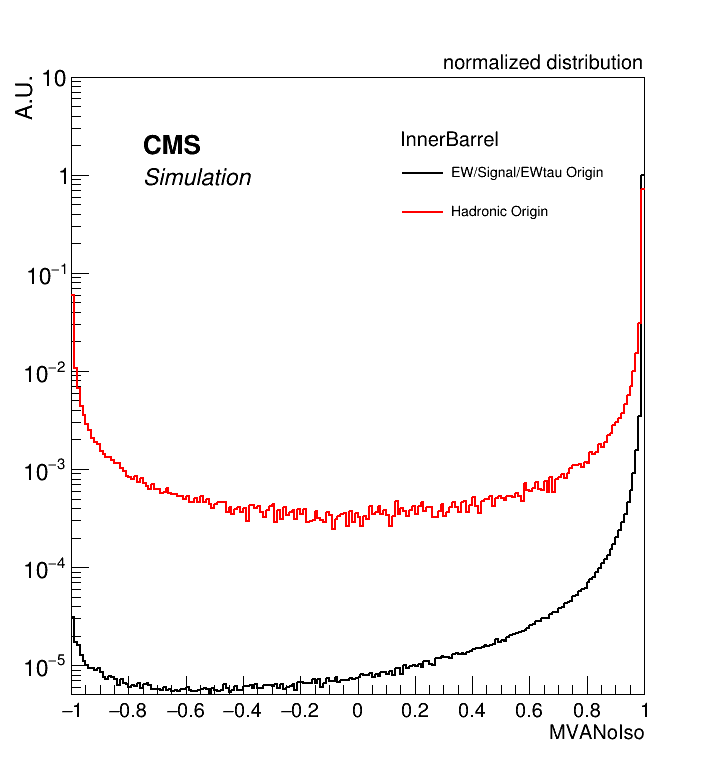 normalized distribution
A.U.
10
1
10⁻¹
10⁻²
10⁻³
10⁻⁴
10⁻⁵
CMS
Simulation
InnerBarrel
EW/Signal/EWtau Origin
Hadronic Origin
−1 −0.8 −0.6 −0.4 −0.2 0 0.2 0.4 0.6 0.8 1
MVANoIso